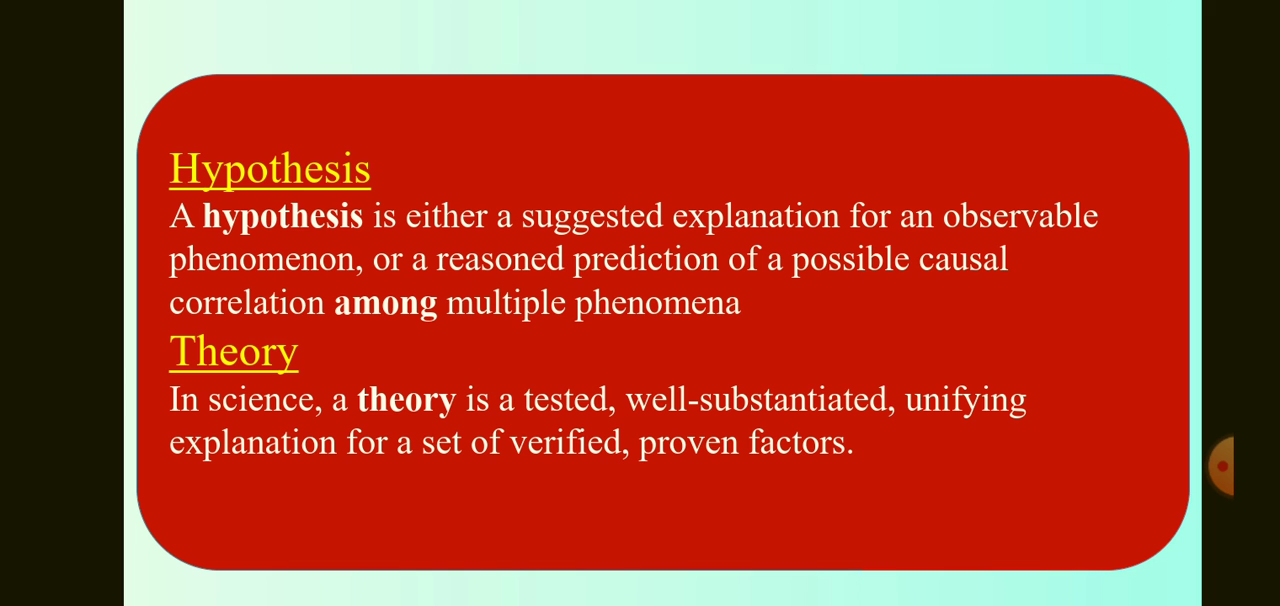 Hypothesis
A hypothesis is either a suggested explanation for an observable
phenomenon, or a reasoned prediction of a possible causal
correlation among multiple phenomena
Theory
In science, a theory is a tested, well-substantiated, unifying
explanation for a set of verified, proven factors.